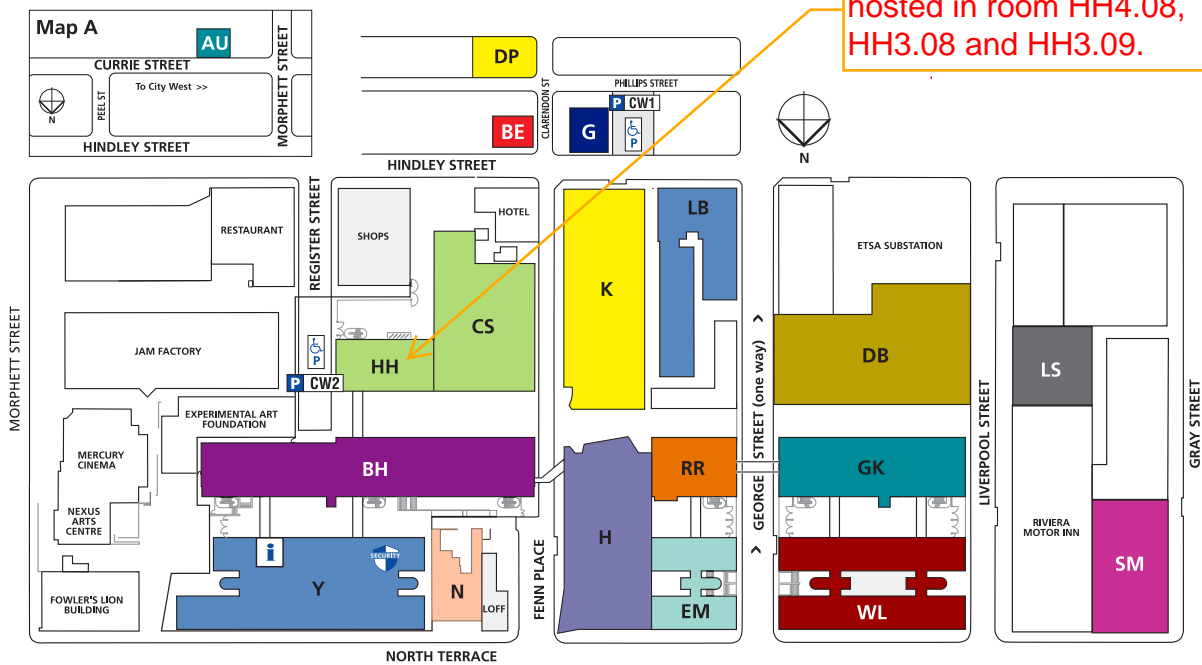 hosted in room HH4.08,
HH3.08 and HH3.09.
Map A
AU
CURRIE STREET
To City West >>
PEEL ST
N
HINDLEY STREET
MORPHETT STREET
DP
CLARENDON ST
PHILLIPS STREET
P CW1
P
BE
G
HINDLEY STREET
N
REGISTER STREET
RESTAURANT
SHOPS
HOTEL
LB
ETSA SUBSTATION
K
CS
MORPHETT STREET
JAM FACTORY
P
HH
P CW2
DB
LS
GEORGE STREET (one way) >
>
LIVERPOOL STREET
GRAY STREET
EXPERIMENTAL ART
FOUNDATION
MERCURY
CINEMA
BH
RR
GK
NEXUS
ARTS
CENTRE
RIVIERA
MOTOR INN
i
SECURITY
H
FENN PLACE
SM
Y
N
LOFF
EM
WL
FOWLER'S LION
BUILDING
NORTH TERRACE